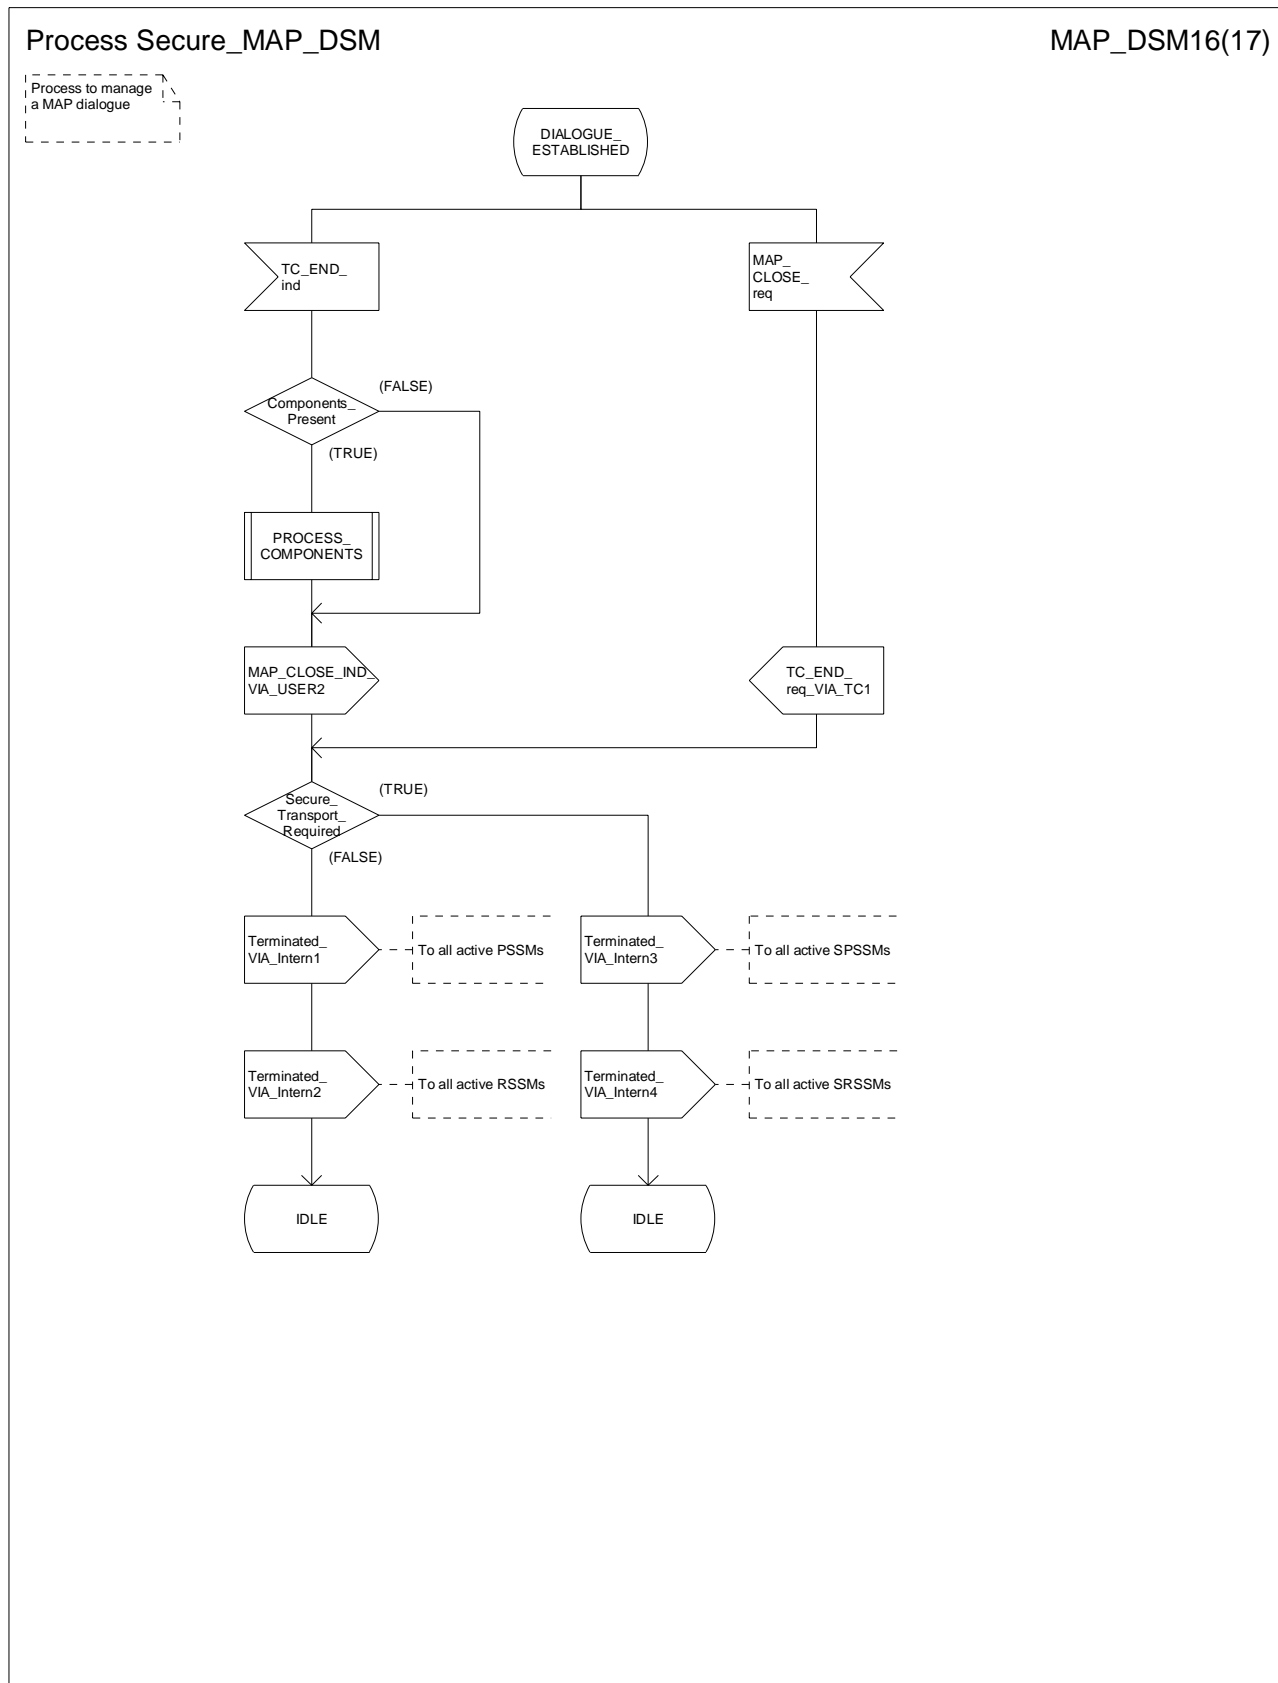 Process Secure_MAP_DSM
MAP_DSM16(17)
Process to manage
a MAP dialogue
DIALOGUE_
ESTABLISHED
TC_END_
ind
MAP_
CLOSE_
req
(FALSE)
Components_
Present
(TRUE)
PROCESS_
COMPONENTS
MAP_CLOSE_IND_
VIA_USER2
TC_END_
req_VIA_TC1
(TRUE)
Secure_
Transport_
Required
(FALSE)
Terminated_
VIA_Intern1
To all active PSSMs
Terminated_
VIA_Intern3
To all active SPSSMs
Terminated_
VIA_Intern2
To all active RSSMs
Terminated_
VIA_Intern4
To all active SRSSMs
IDLE
IDLE